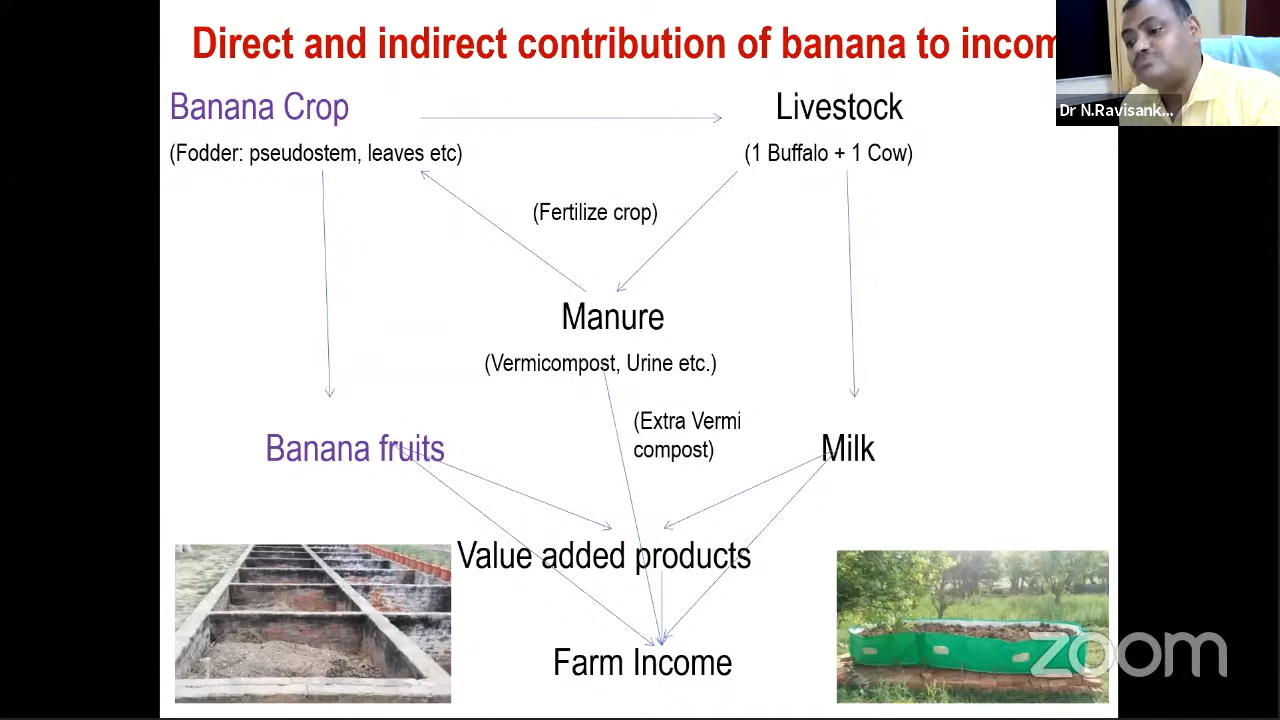 Direct and indirect contribution of banana to incom
Dr N.Ravisank...
Banana Crop
Livestock
(Fodder: pseudostem, leaves etc)
(1 Buffalo + 1 Cow)
(Fertilize crop)
Manure
(Vermicompost, Urine etc.)
(Extra Vermi
compost)
Banana fruits
Milk
Value added products
Farm Income
zoom